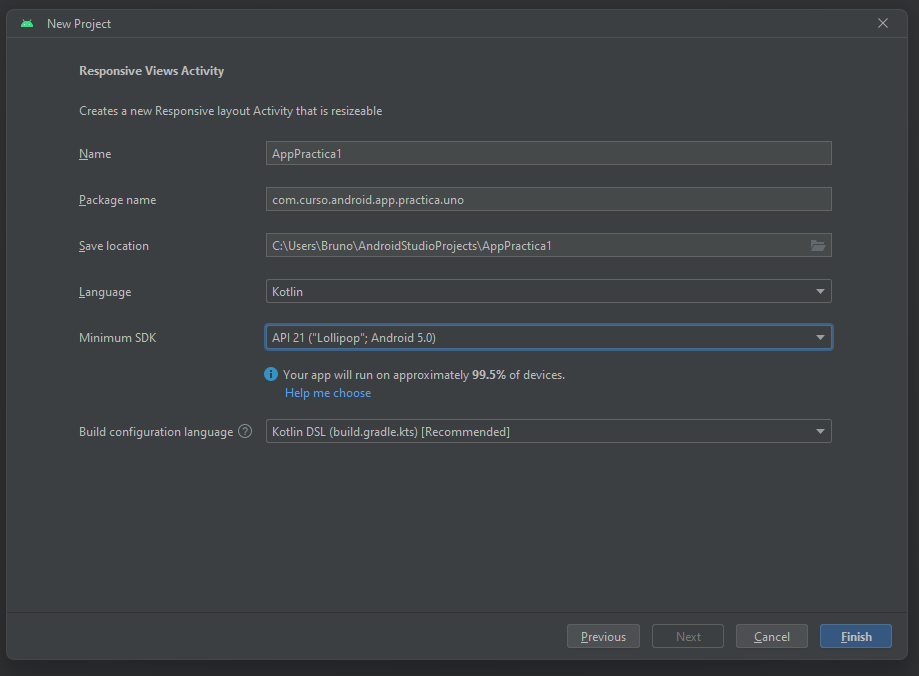 New Project
Responsive Views Activity
Creates a new Responsive layout Activity that is resizeable
Name AppPractica1
Package name com.curso.android.app.practica.uno
Save location C:\Users\Bruno\AndroidStudioProjects\AppPractica1
Language Kotlin
Minimum SDK API 21 ("Lollipop"; Android 5.0)
Your app will run on approximately 99.5% of devices.
Help me choose
Build configuration language ? Kotlin DSL (build.gradle.kts) [Recommended]
Previous Next Cancel Finish